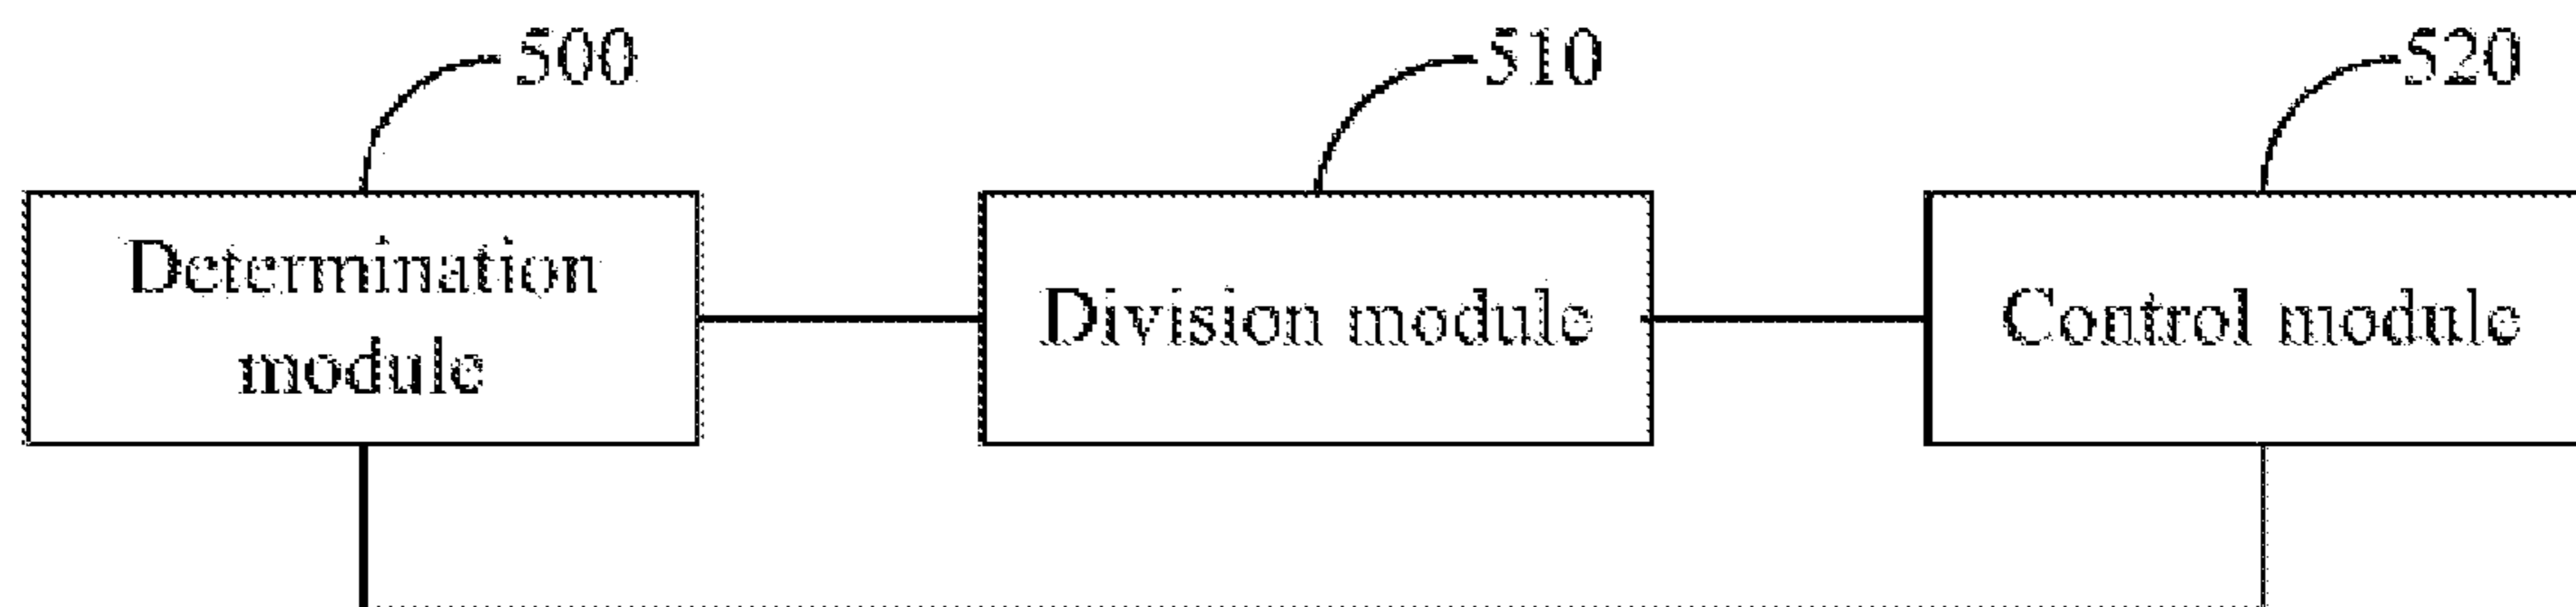 500
510
520
Determination
module
Division module
Control module